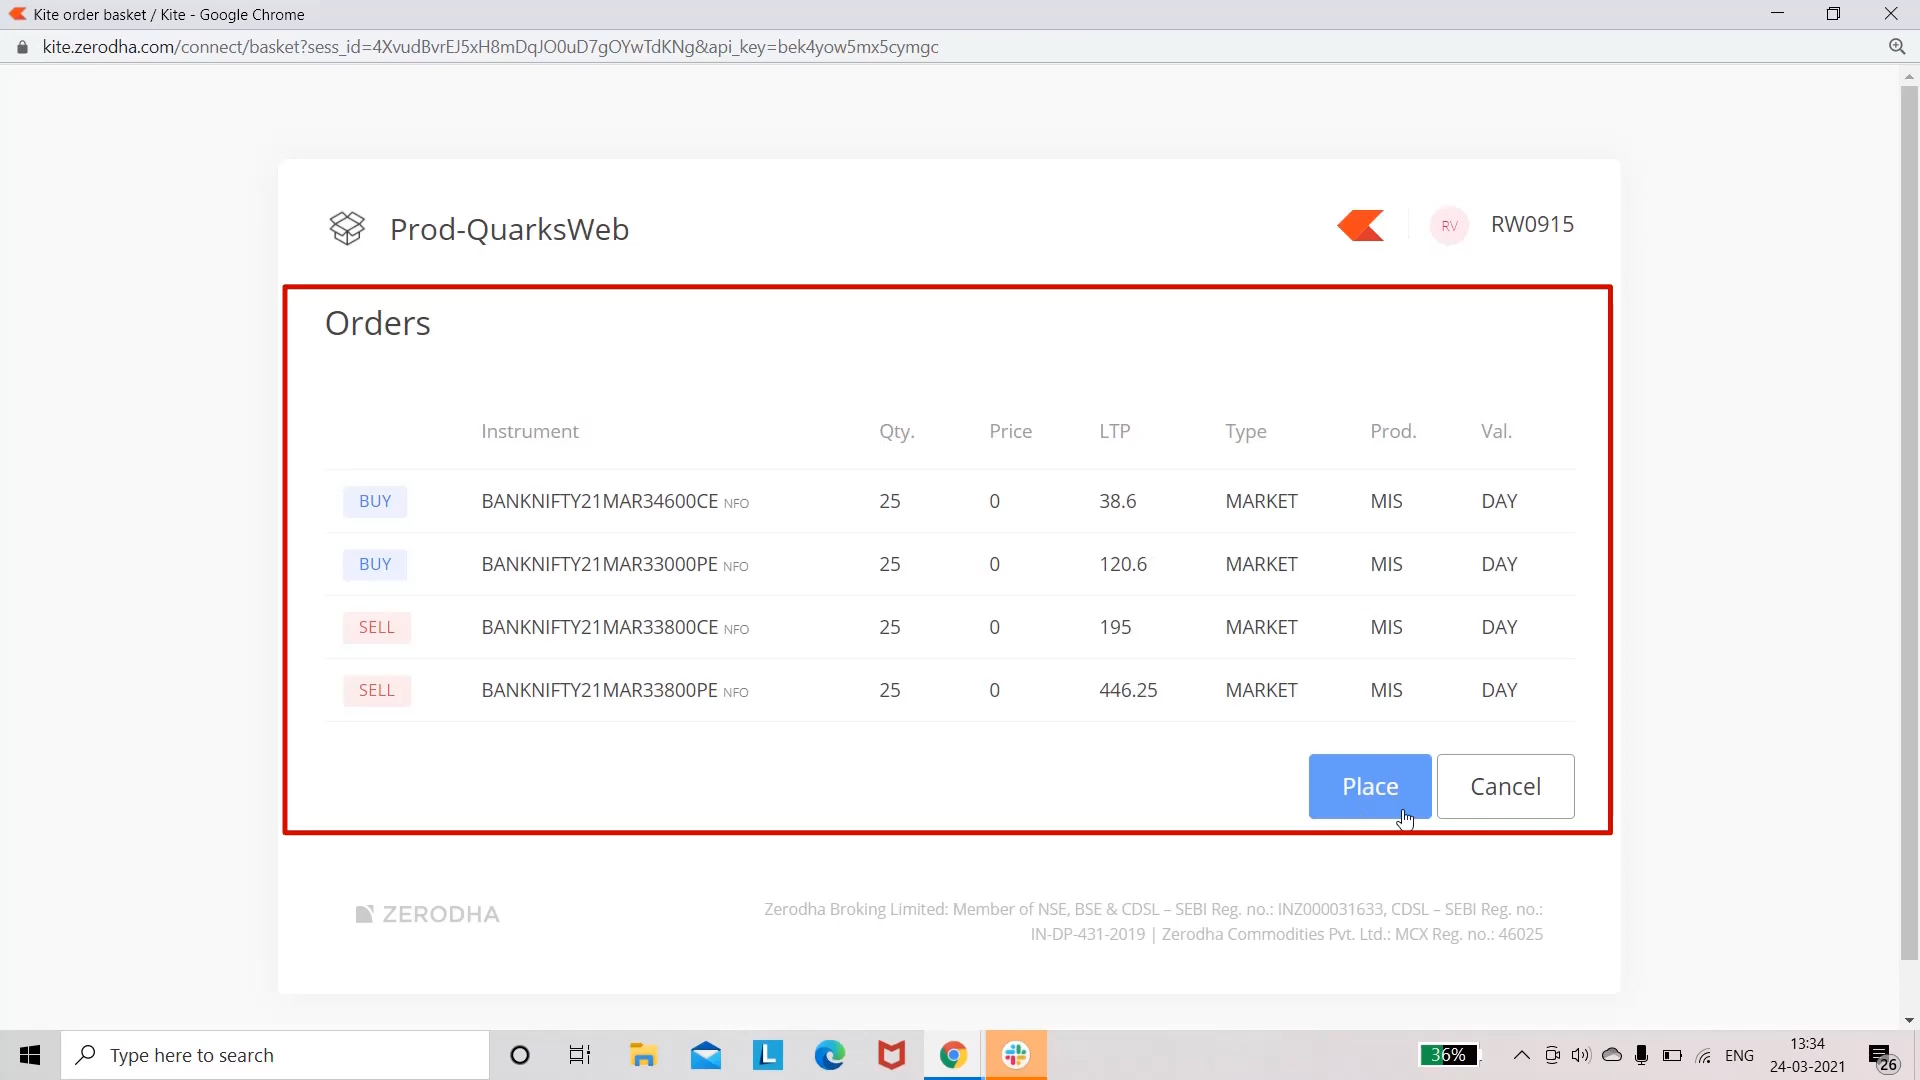 Kite order basket / Kite - Google Chrome
kite.zerodha.com/connect/basket?sess_id=4XvudBvrEJ5xH8mDqJO0uD7gOYwTdKNg&api_key=bek4yow5mx5cymgc
Prod-QuarksWeb
RV RW0915
Orders
Instrument Qty. Price LTP Type Prod. Val.
BUY BANKNIFTY21MAR34600CE NFO 25 0 38.6 MARKET MIS DAY
BUY BANKNIFTY21MAR33000PE NFO 25 0 120.6 MARKET MIS DAY
SELL BANKNIFTY21MAR33800CE NFO 25 0 195 MARKET MIS DAY
SELL BANKNIFTY21MAR33800PE NFO 25 0 446.25 MARKET MIS DAY
Place Cancel
ZERODHA
Zerodha Broking Limited: Member of NSE, BSE & CDSL – SEBI Reg. no.: INZ000031633, CDSL – SEBI Reg. no.:
IN-DP-431-2019 | Zerodha Commodities Pvt. Ltd.: MCX Reg. no.: 46025
Type here to search
L
36%
ENG
13:34
24-03-2021
26